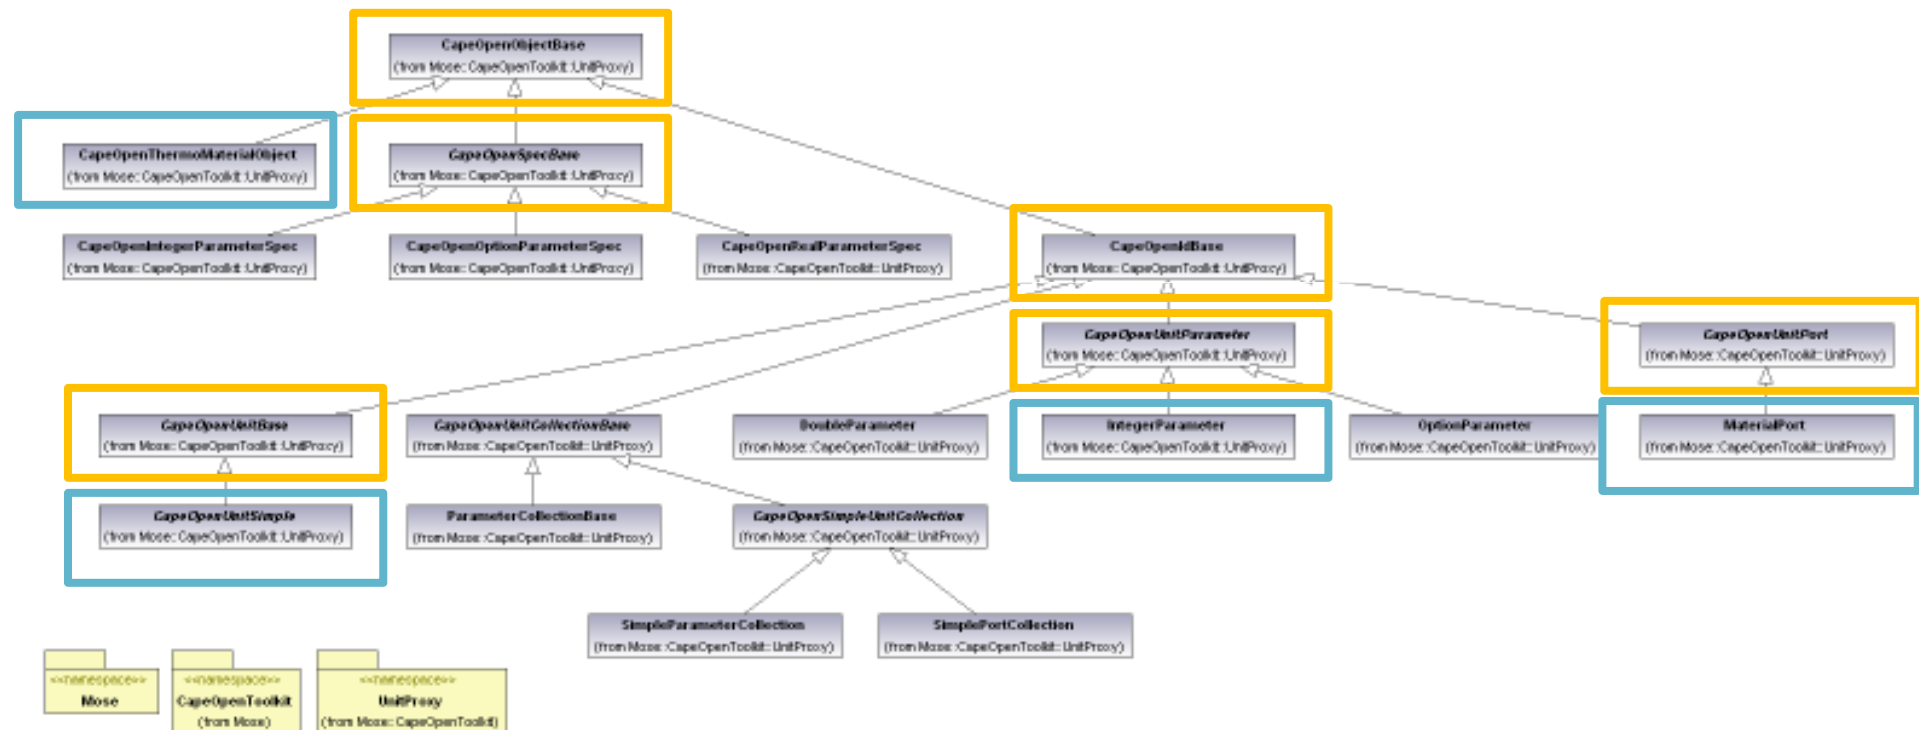 CapeOpenObjectBase
(from Mose::CapeOpenToolkit::UnitProxy)
CapeOpenThermoMaterialObject
(from Mose::CapeOpenToolkit::UnitProxy)
CapeOpenSpecBase
(from Mose::CapeOpenToolkit::UnitProxy)
CapeOpenIntegerParameterSpec
(from Mose::CapeOpenToolkit::UnitProxy)
CapeOpenOptionParameterSpec
(from Mose::CapeOpenToolkit::UnitProxy)
CapeOpenRealParameterSpec
(from Mose::CapeOpenToolkit::UnitProxy)
CapeOpenIdBase
(from Mose::CapeOpenToolkit::UnitProxy)
CapeOpenUnitParameter
(from Mose::CapeOpenToolkit::UnitProxy)
CapeOpenUnitPort
(from Mose::CapeOpenToolkit::UnitProxy)
CapeOpenUnitBase
(from Mose::CapeOpenToolkit::UnitProxy)
CapeOpenUnitCollectionBase
(from Mose::CapeOpenToolkit::UnitProxy)
DoubleParameter
(from Mose::CapeOpenToolkit::UnitProxy)
IntegerParameter
(from Mose::CapeOpenToolkit::UnitProxy)
OptionParameter
(from Mose::CapeOpenToolkit::UnitProxy)
MaterialPort
(from Mose::CapeOpenToolkit::UnitProxy)
CapeOpenUnitSimple
(from Mose::CapeOpenToolkit::UnitProxy)
ParameterCollectionBase
(from Mose::CapeOpenToolkit::UnitProxy)
CapeOpenSimpleUnitCollection
(from Mose::CapeOpenToolkit::UnitProxy)
SimpleParameterCollection
(from Mose::CapeOpenToolkit::UnitProxy)
SimplePortCollection
(from Mose::CapeOpenToolkit::UnitProxy)
<<namespace>>
Mose
<<namespace>>
CapeOpenToolkit
(from Mose)
<<namespace>>
UnitProxy
(from Mose::CapeOpenToolkit)